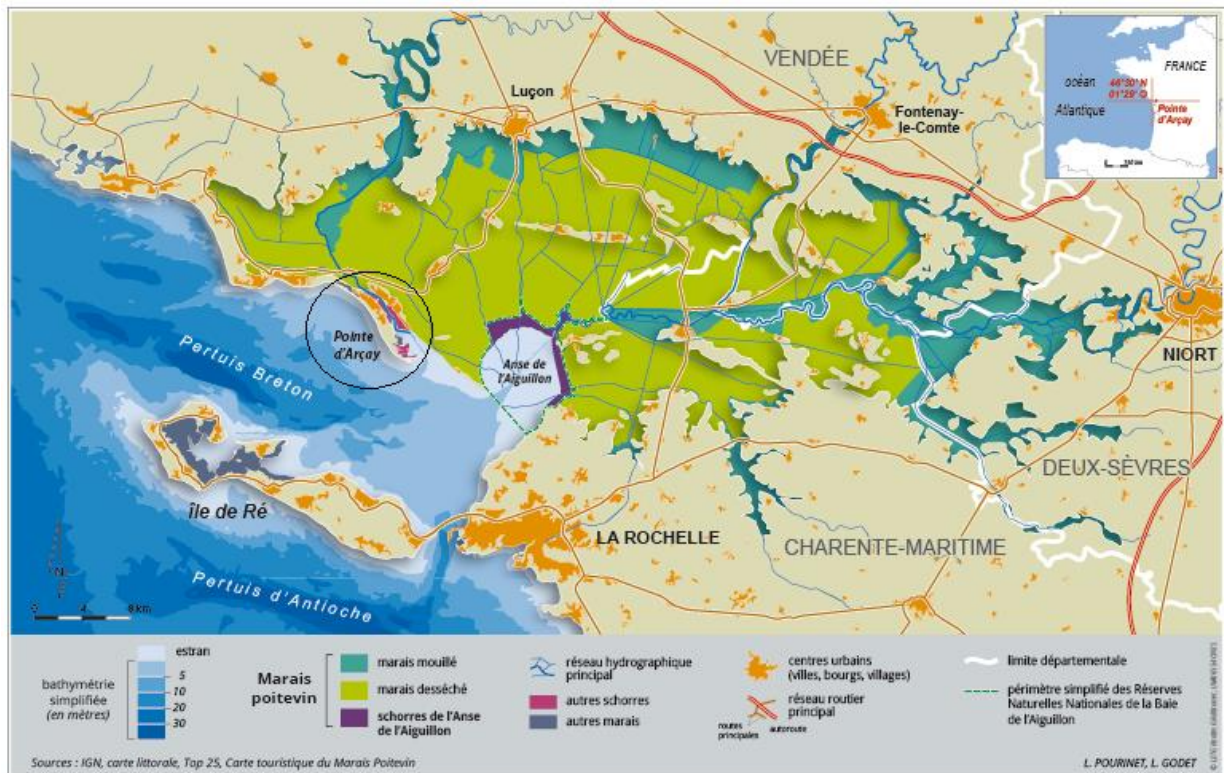 VENDÉE
Luçon
Fontenay-
le-Comte
océan
Atlantique
FRANCE
46°30' N
01°29' O
Pointe
d'Arçay
Pointe
d'Arçay
Anse de
l'Aiguillon
Pertuis Breton
NIORT
DEUX-SÈVRES
île de Ré
LA ROCHELLE
CHARENTE-MARITIME
Pertuis d'Antioche
N
0 4 8 km
bathymétrie
simplifiée
(en mètres)
estran
5
10
20
30
Marais
poitevin
marais mouillé
marais desséché
schorres de l'Anse
de l'Aiguillon
réseau hydrographique
principal
autres schorres
autres marais
centres urbains
(villes, bourgs, villages)
réseau routier
principal
routes
principales
autoroute
limite départementale
périmètre simplifié des Réserves
Naturelles Nationales de la Baie
de l'Aiguillon
Sources : IGN, carte littorale, Top 25, Carte touristique du Marais Poitevin
L. POURINET, L. GODET